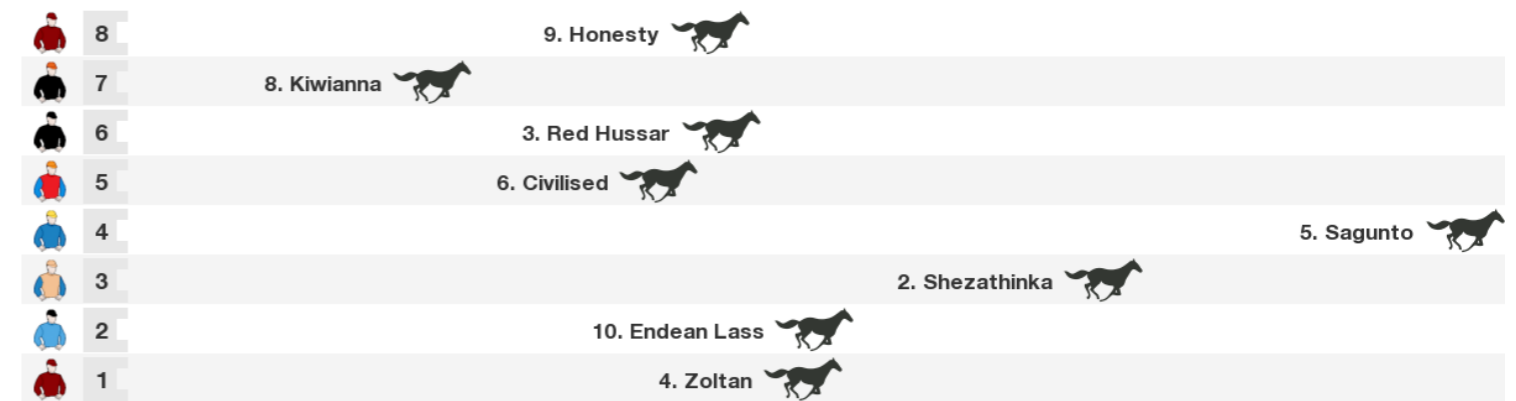 8 9. Honesty
7 8. Kiwianna
6 3. Red Hussar
5 6. Civilised
4 5. Sagunto
3 2. Shezathinka
2 10. Endean Lass
1 4. Zoltan